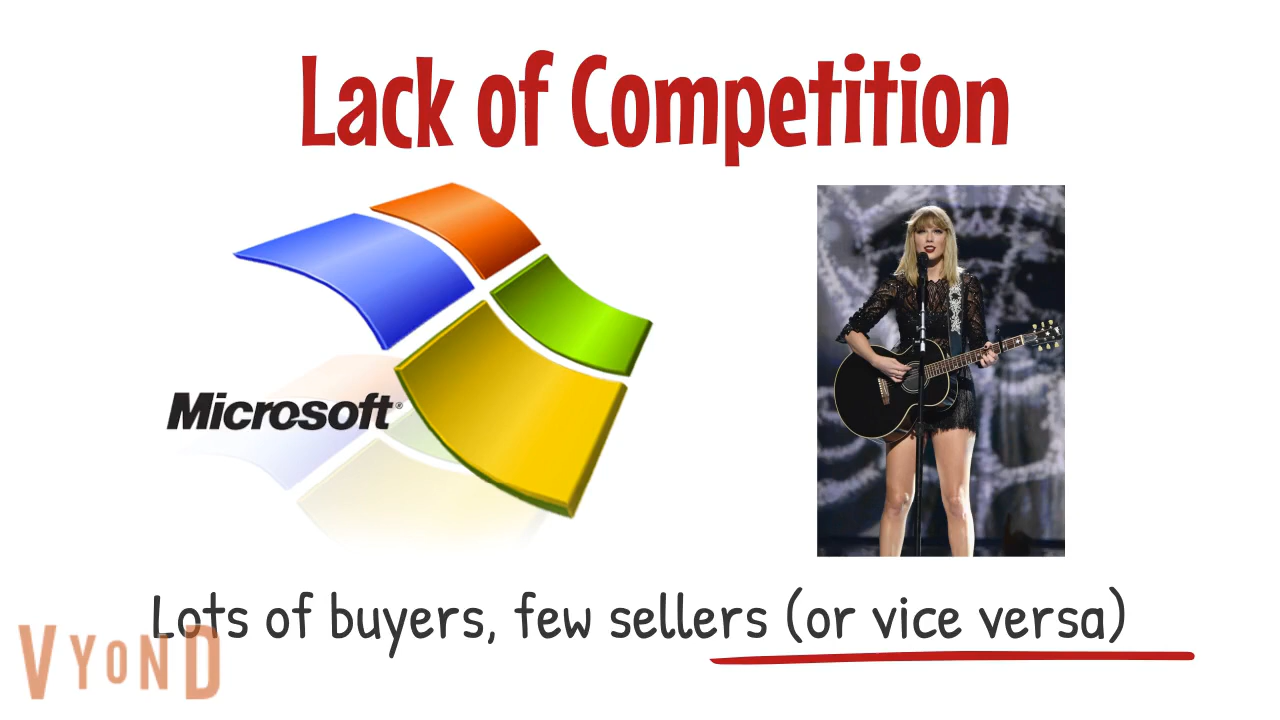 Lack of Competition
Microsoft®
Lots of buyers, few sellers (or vice versa)
VYOND